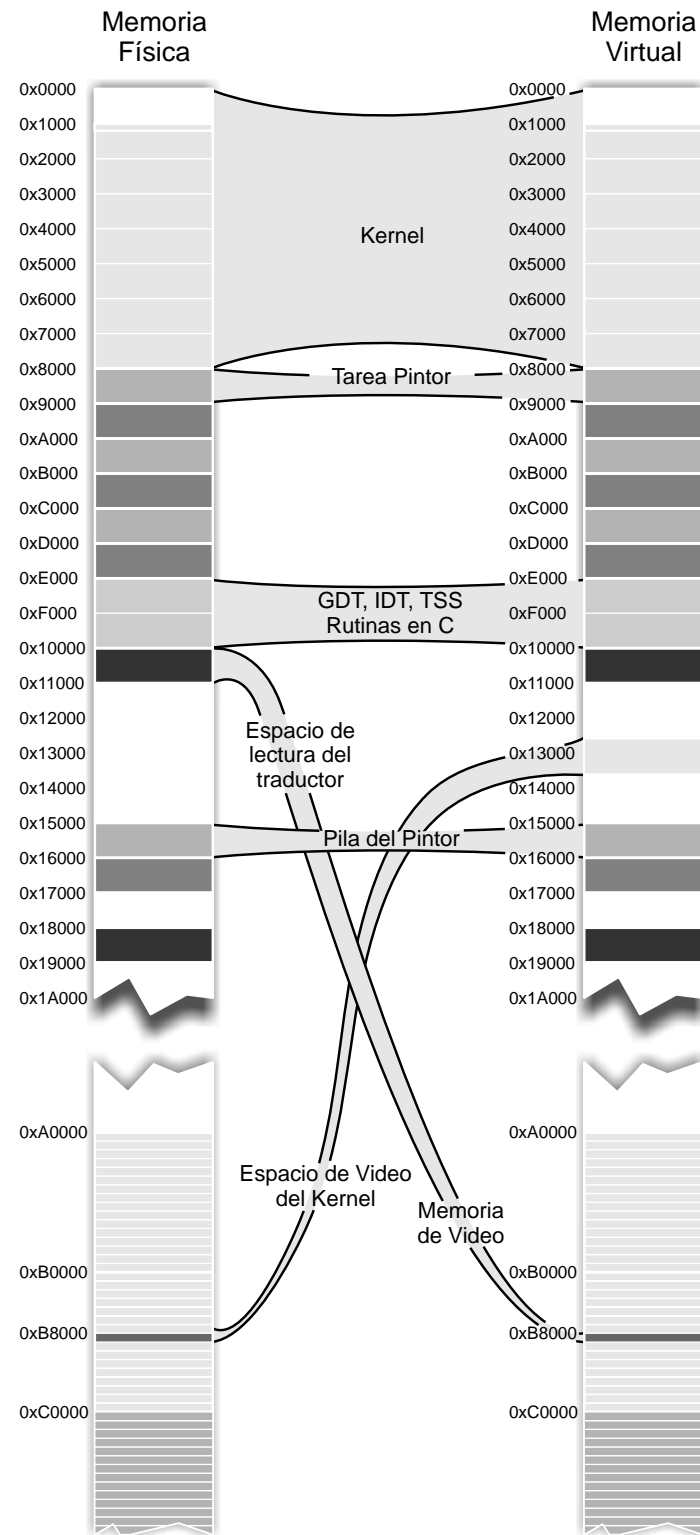 Memoria
Física
Memoria
Virtual
0x0000
0x0000
0x1000
0x1000
0x2000
0x2000
0x3000
0x3000
0x4000
Kernel
0x4000
0x5000
0x5000
0x6000
0x6000
0x7000
0x7000
0x8000
Tarea Pintor
0x8000
0x9000
0x9000
0xA000
0xA000
0xB000
0xB000
0xC000
0xC000
0xD000
0xD000
0xE000
0xE000
GDT, IDT, TSS
Rutinas en C
0xF000
0xF000
0x10000
0x10000
0x11000
0x11000
0x12000
0x12000
Espacio de
lectura del
traductor
0x13000
0x13000
0x14000
0x14000
0x15000
0x15000
Pila del Pintor
0x16000
0x16000
0x17000
0x17000
0x18000
0x18000
0x19000
0x19000
0x1A000
0x1A000
0xA0000
0xA0000
Espacio de Video
del Kernel
Memoria
de Video
0xB0000
0xB0000
0xB8000
0xB8000
0xC0000
0xC0000